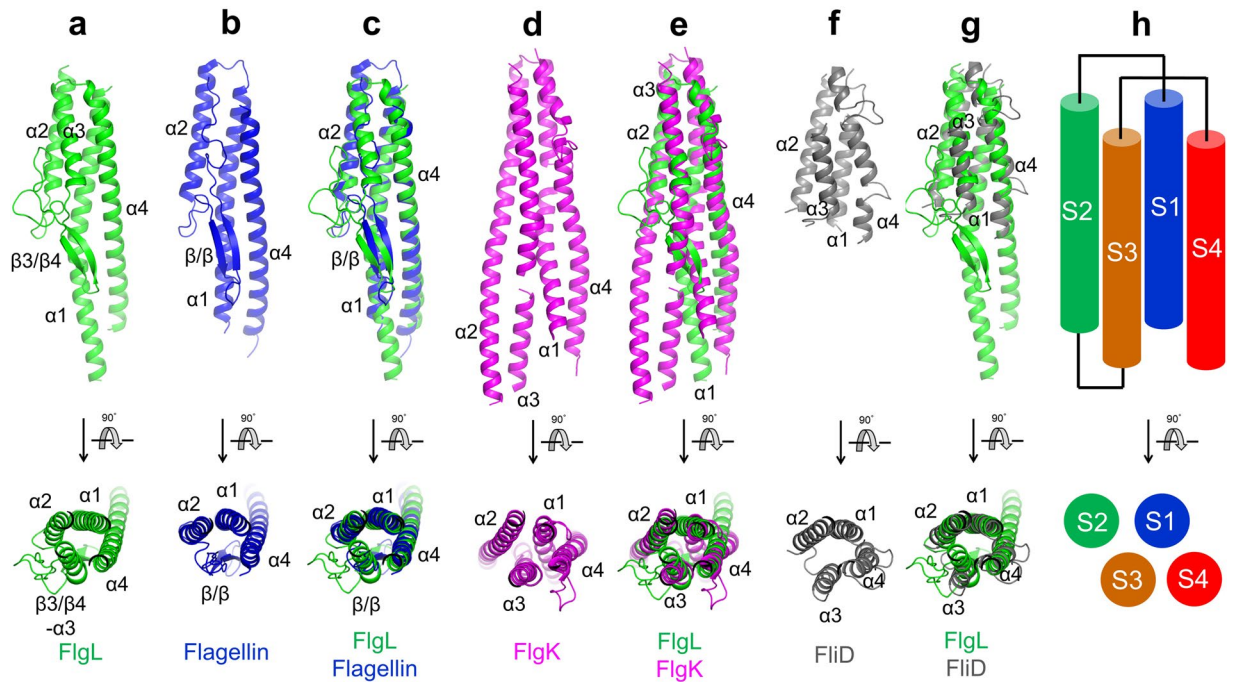 a b c d e f g h
α2 α3 α4 β3/β4 α1
α2 α4 β/β α1
α2 α4 β/β α1
α2 α4 α1 α3
α3 α2 α4 α1
α2 α3 α4 α1
α3 α2 α4 α1
S2 S1 S3 S4
90° 90° 90° 90° 90° 90° 90° 90°
α2 α1 α4 β3/β4
-α3
α2 α1 α4 β/β
α2 α1 α4 β/β
α2 α1 α4 α3
α2 α1 α4 α3
α2 α1 α4 α3
α2 α1 α4 α3
S2 S1
S3 S4
FlgL
Flagellin
FlgL
Flagellin
FlgK
FlgL
FlgK
FliD
FlgL
FliD